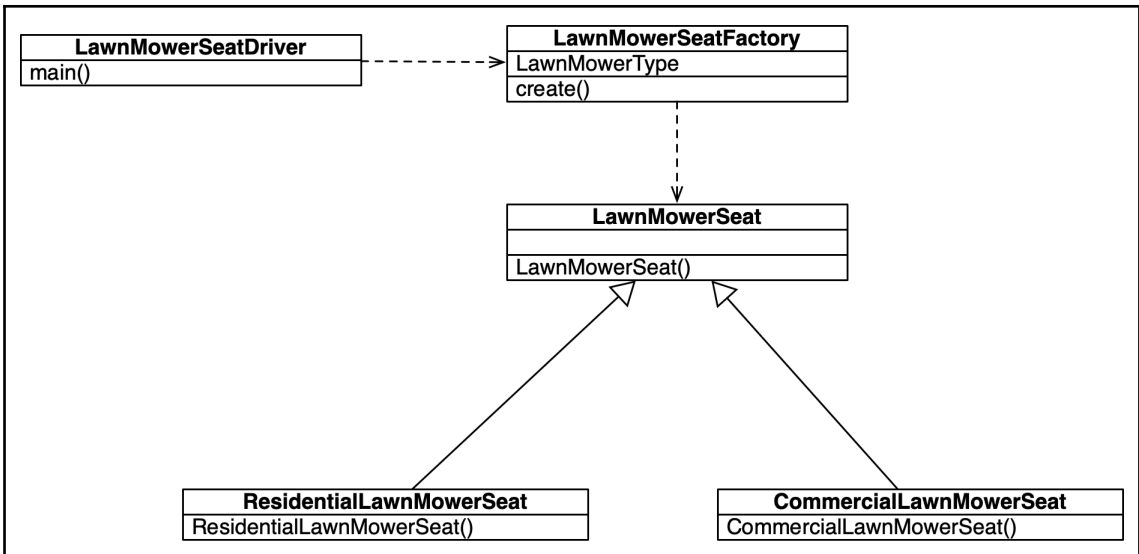 LawnMowerSeatDriver
main()
LawnMowerSeatFactory
LawnMowerType
create()
LawnMowerSeat
LawnMowerSeat()
ResidentialLawnMowerSeat
ResidentialLawnMowerSeat()
CommercialLawnMowerSeat
CommercialLawnMowerSeat()